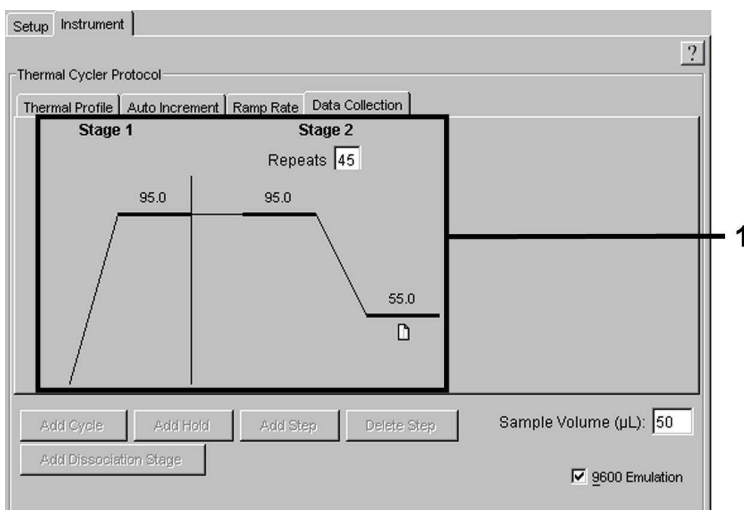 Setup Instrument
?
Thermal Cycler Protocol
Thermal Profile Auto Increment Ramp Rate Data Collection
Stage 1 Stage 2
Repeats 45
95.0 95.0
1
55.0
Add Cycle Add Hold Add Step Delete Step Sample Volume (µL): 50
Add Dissociation Stage
9600 Emulation